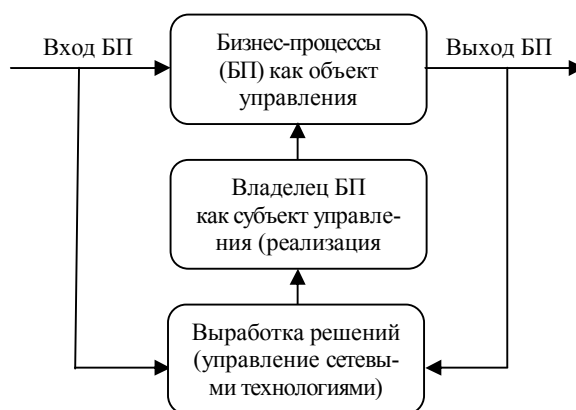 Вход БП
Бизнес-процессы
(БП) как объект
управления
Выход БП
Владелец БП
как субъект управле-
ния (реализация
Выработка решений
(управление сетевы-
ми технологиями)